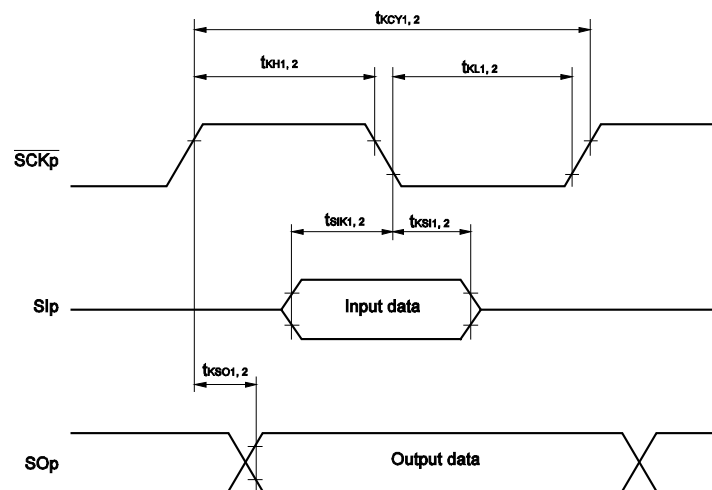 tKCY1, 2
tKH1, 2
tKL1, 2
SCKp
tSIK1, 2
tKSI1, 2
SIp
Input data
tKSO1, 2
SOp
Output data